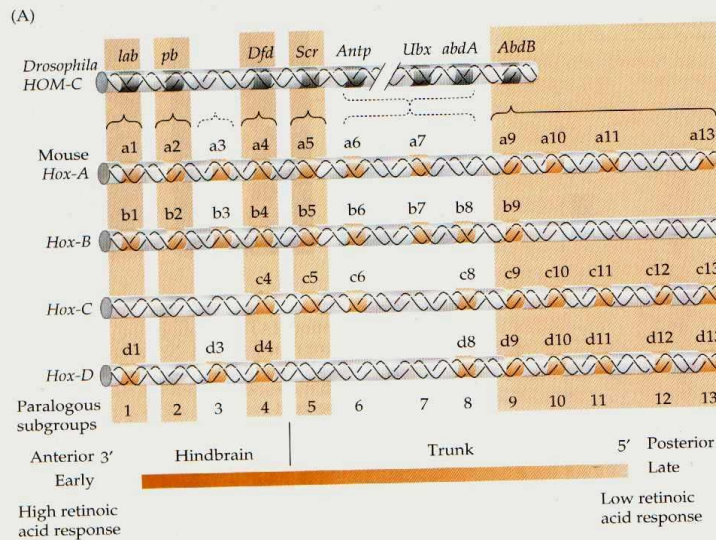 (A)
lab pb Dfd Scr Antp Ubx abdA AbdB
Drosophila
HOM-C
a1 a2 a3 a4 a5 a6 a7 a9 a10 a11 a13
Mouse
Hox-A
b1 b2 b3 b4 b5 b6 b7 b8 b9
Hox-B
c4 c5 c6 c8 c9 c10 c11 c12 c13
Hox-C
d1 d3 d4 d8 d9 d10 d11 d12 d13
Hox-D
Paralogous
subgroups
1 2 3 4 5 6 7 8 9 10 11 12 13
Anterior 3′ Hindbrain Trunk 5′ Posterior
Early Late
High retinoic
acid response
Low retinoic
acid response